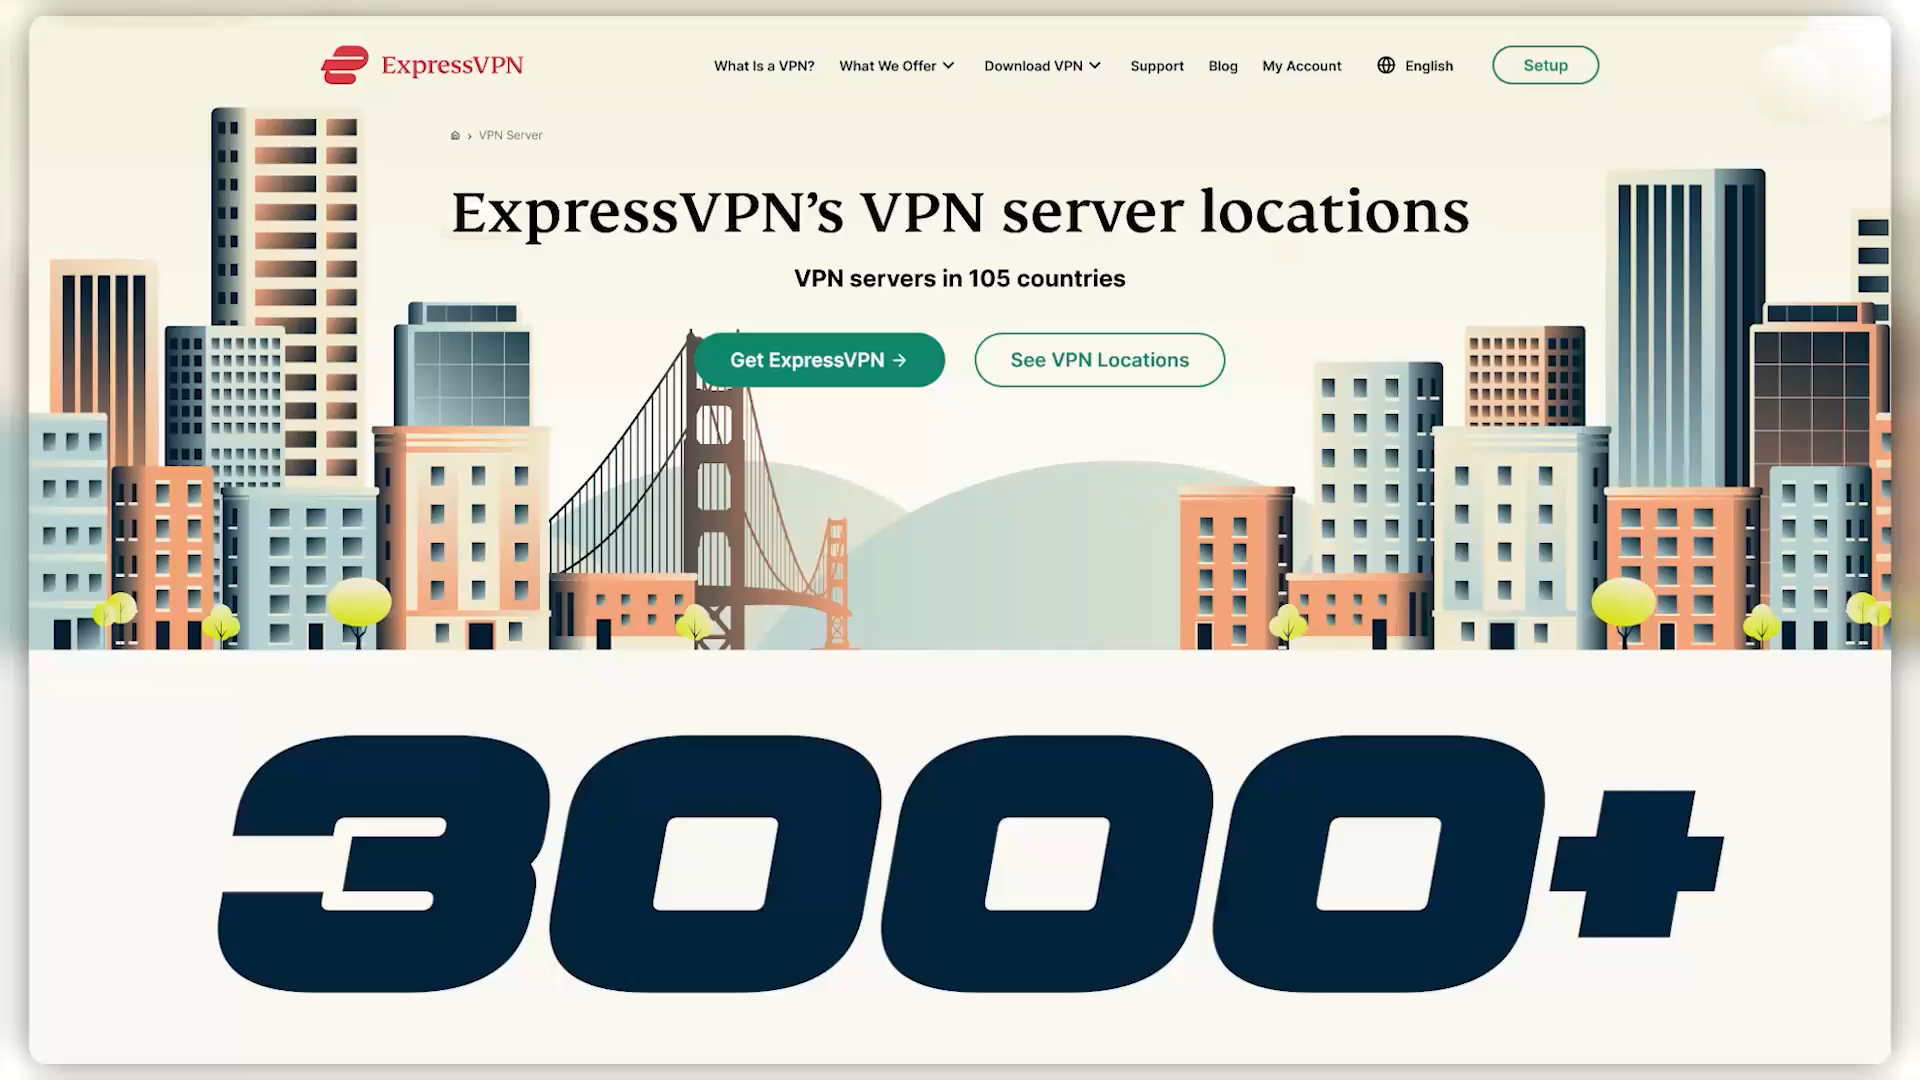 ExpressVPN
What Is a VPN? What We Offer Download VPN Support Blog My Account English Setup
› VPN Server
ExpressVPN’s VPN server locations
VPN servers in 105 countries
Get ExpressVPN → See VPN Locations
3000+